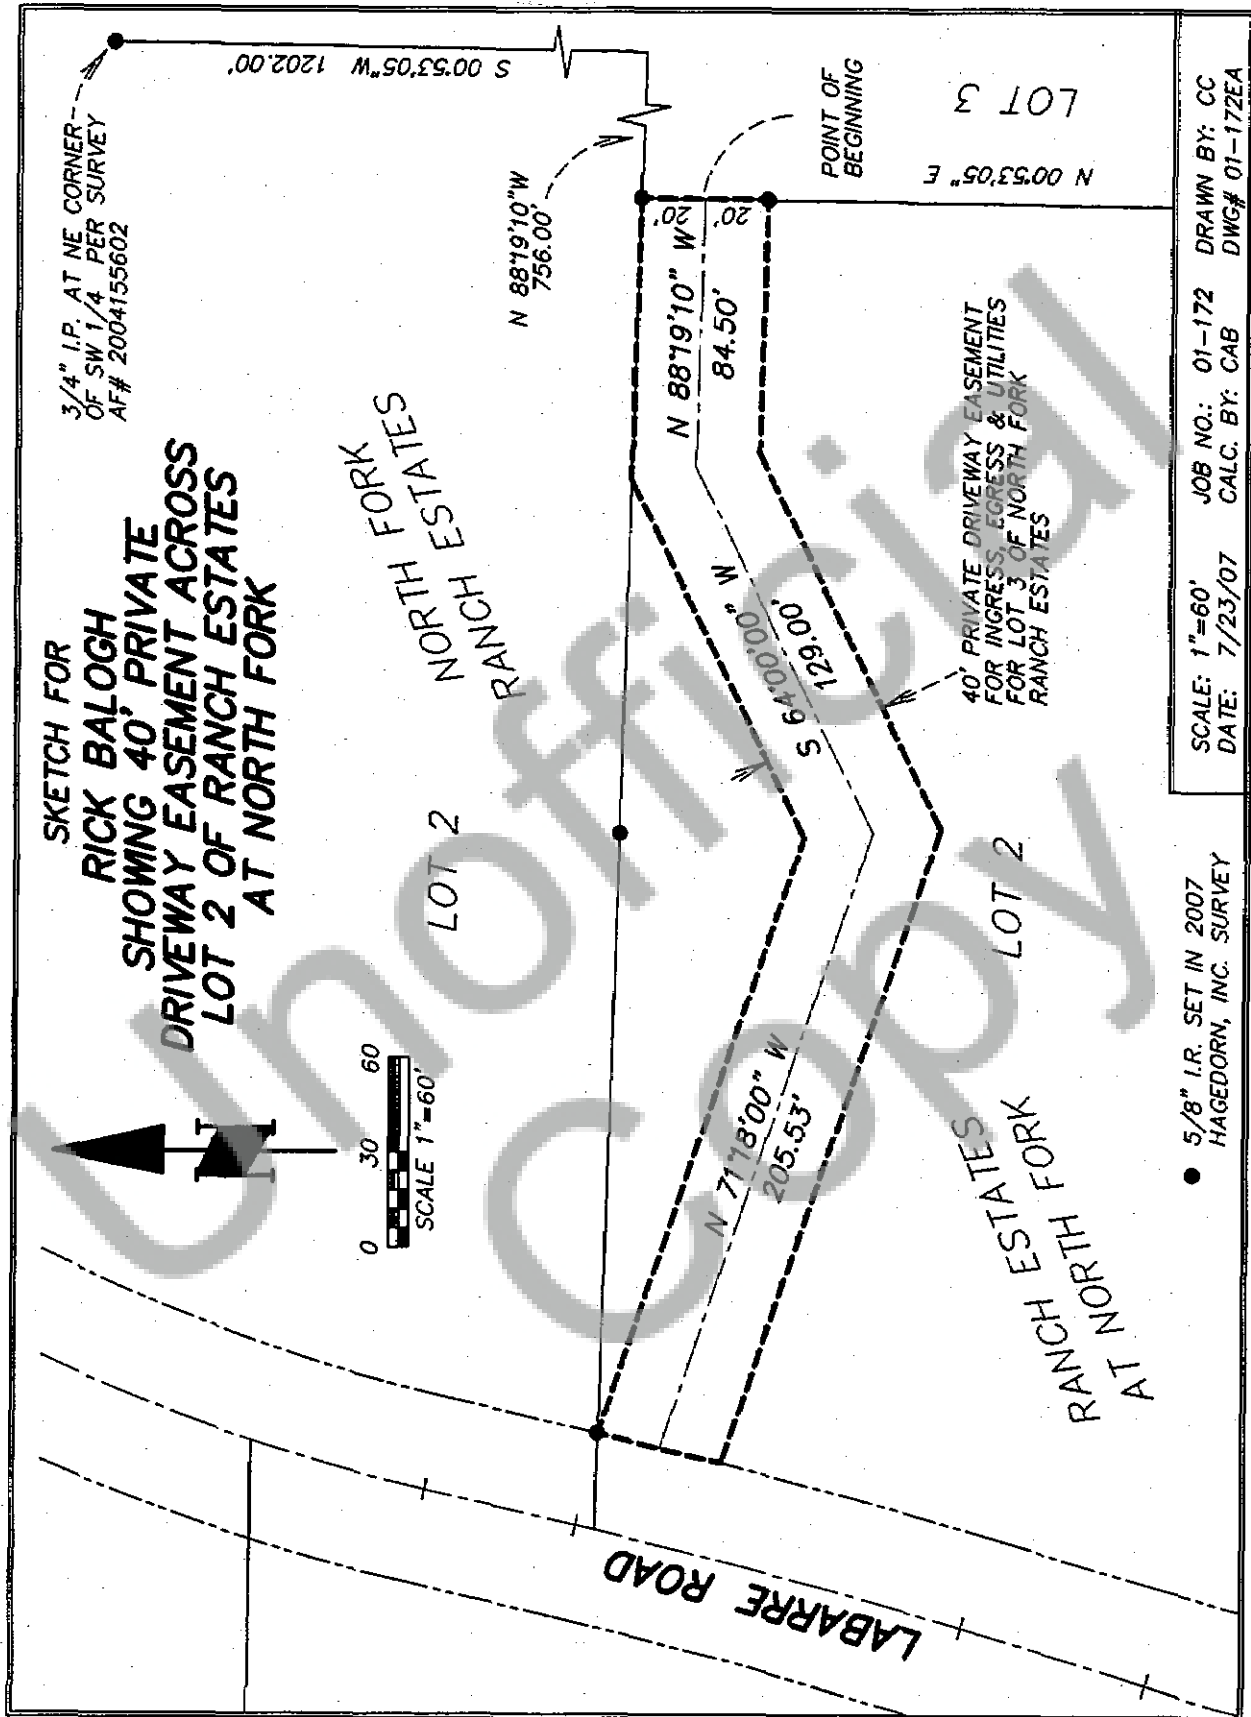 SKETCH FOR
RICK BALOGH
SHOWING 40' PRIVATE
DRIVEWAY EASEMENT ACROSS
LOT 2 OF RANCH ESTATES
AT NORTH FORK
3/4" I.P. AT NE CORNER
OF SW 1/4 PER SURVEY
AF# 2004155602
S 00°53'05" W 1202.00'
N 88°19'10" W
756.00'
NORTH FORK
RANCH ESTATES
LOT 2
0 30 60
SCALE 1"=60'
N
POINT OF
BEGINNING
LOT 3
N 00°53'05" E
20'
20'
N 88°19'10" W
84.50'
S 64°00'00" W
129.00'
N 71°18'00" W
205.53'
40' PRIVATE DRIVEWAY EASEMENT
FOR INGRESS, EGRESS & UTILITIES
FOR LOT 3 OF NORTH FORK
RANCH ESTATES
LOT 2
RANCH ESTATES
AT NORTH FORK
LABARRE ROAD
5/8" I.R. SET IN 2007
HAGEDORN, INC. SURVEY
SCALE: 1"=60' JOB NO.: 01-172 DRAWN BY: CC
DATE: 7/23/07 CALC. BY: CAB DWG# 01-172EA
Unofficial
Copy